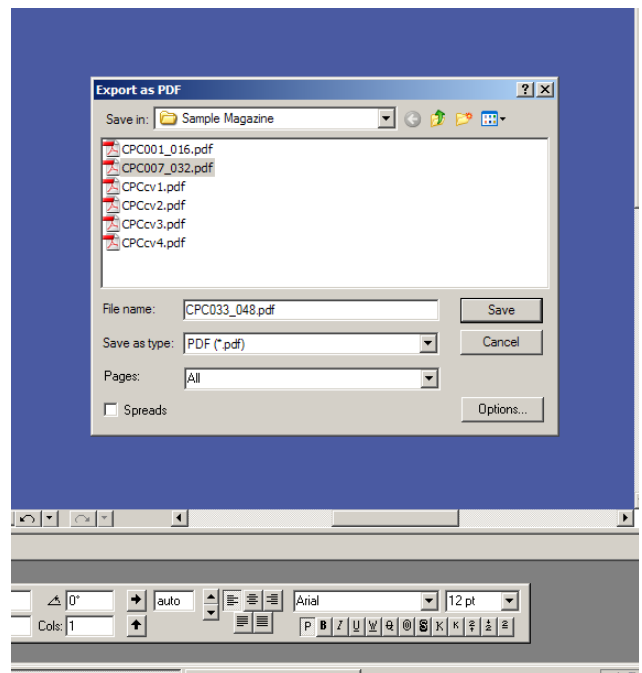 Export as PDF
Save in: Sample Magazine
CPC001_016.pdf
CPC007_032.pdf
CPCcv1.pdf
CPCcv2.pdf
CPCcv3.pdf
CPCcv4.pdf
File name: CPC033_048.pdf Save
Save as type: PDF (*.pdf) Cancel
Pages: All
Spreads Options...
0° auto Arial 12 pt
Cols: 1 P B I U W